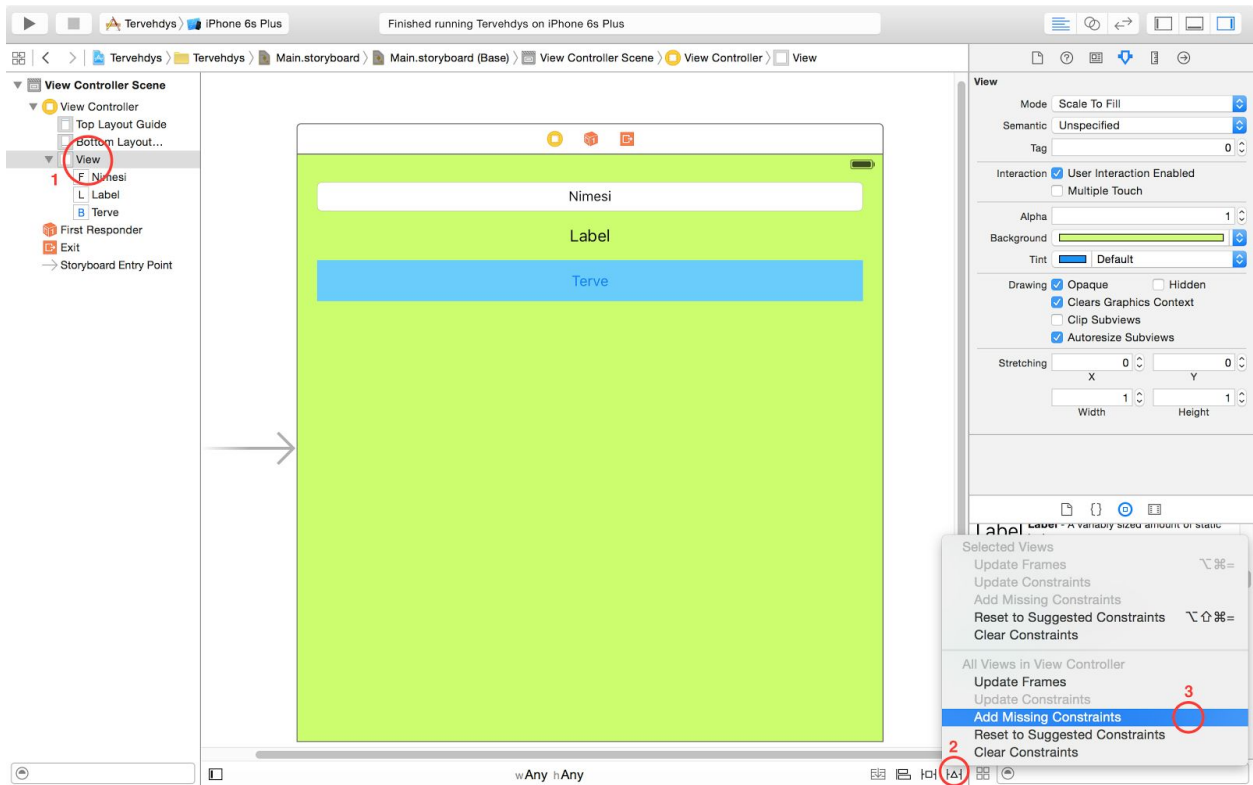 Tervehdys iPhone 6s Plus
Finished running Tervehdys on iPhone 6s Plus
Tervehdys Tervehdys Main.storyboard Main.storyboard (Base) View Controller Scene View Controller View
View Controller Scene
View Controller
Top Layout Guide
Bottom Layout...
View
1
F Nimesi
L Label
B Terve
First Responder
Exit
Storyboard Entry Point
Nimesi
Label
Terve
wAny hAny
View
Mode Scale To Fill
Semantic Unspecified
Tag 0
Interaction User Interaction Enabled
Multiple Touch
Alpha 1
Background
Tint Default
Drawing Opaque Hidden
Clears Graphics Context
Clip Subviews
Autoresize Subviews
Stretching 0 0
X Y
1 1
Width Height
{}
Label Label - A variably sized amount of static
Selected Views
Update Frames ⌥⌘=
Update Constraints
Add Missing Constraints
Reset to Suggested Constraints ⌥⇧⌘=
Clear Constraints
All Views in View Controller
Update Frames
Update Constraints
3
Add Missing Constraints
Reset to Suggested Constraints
2
Clear Constraints